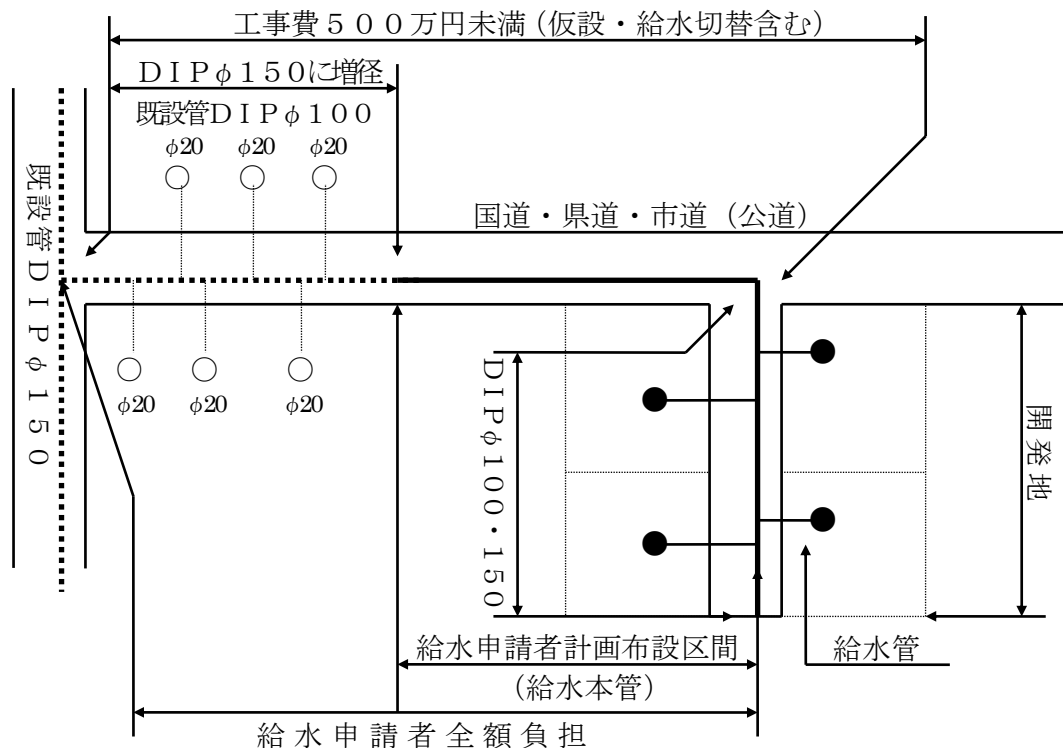 工事費５００万円未満（仮設・給水切替含む）
ＤＩＰφ１５０に増径
既設管ＤＩＰφ１００
φ20 φ20 φ20
国道・県道・市道（公道）
既設管ＤＩＰφ１５０
φ20 φ20 φ20
ＤＩＰφ１００・１５０
開発地
給水申請者計画布設区間
（給水本管）
給水管
給水申請者全額負担